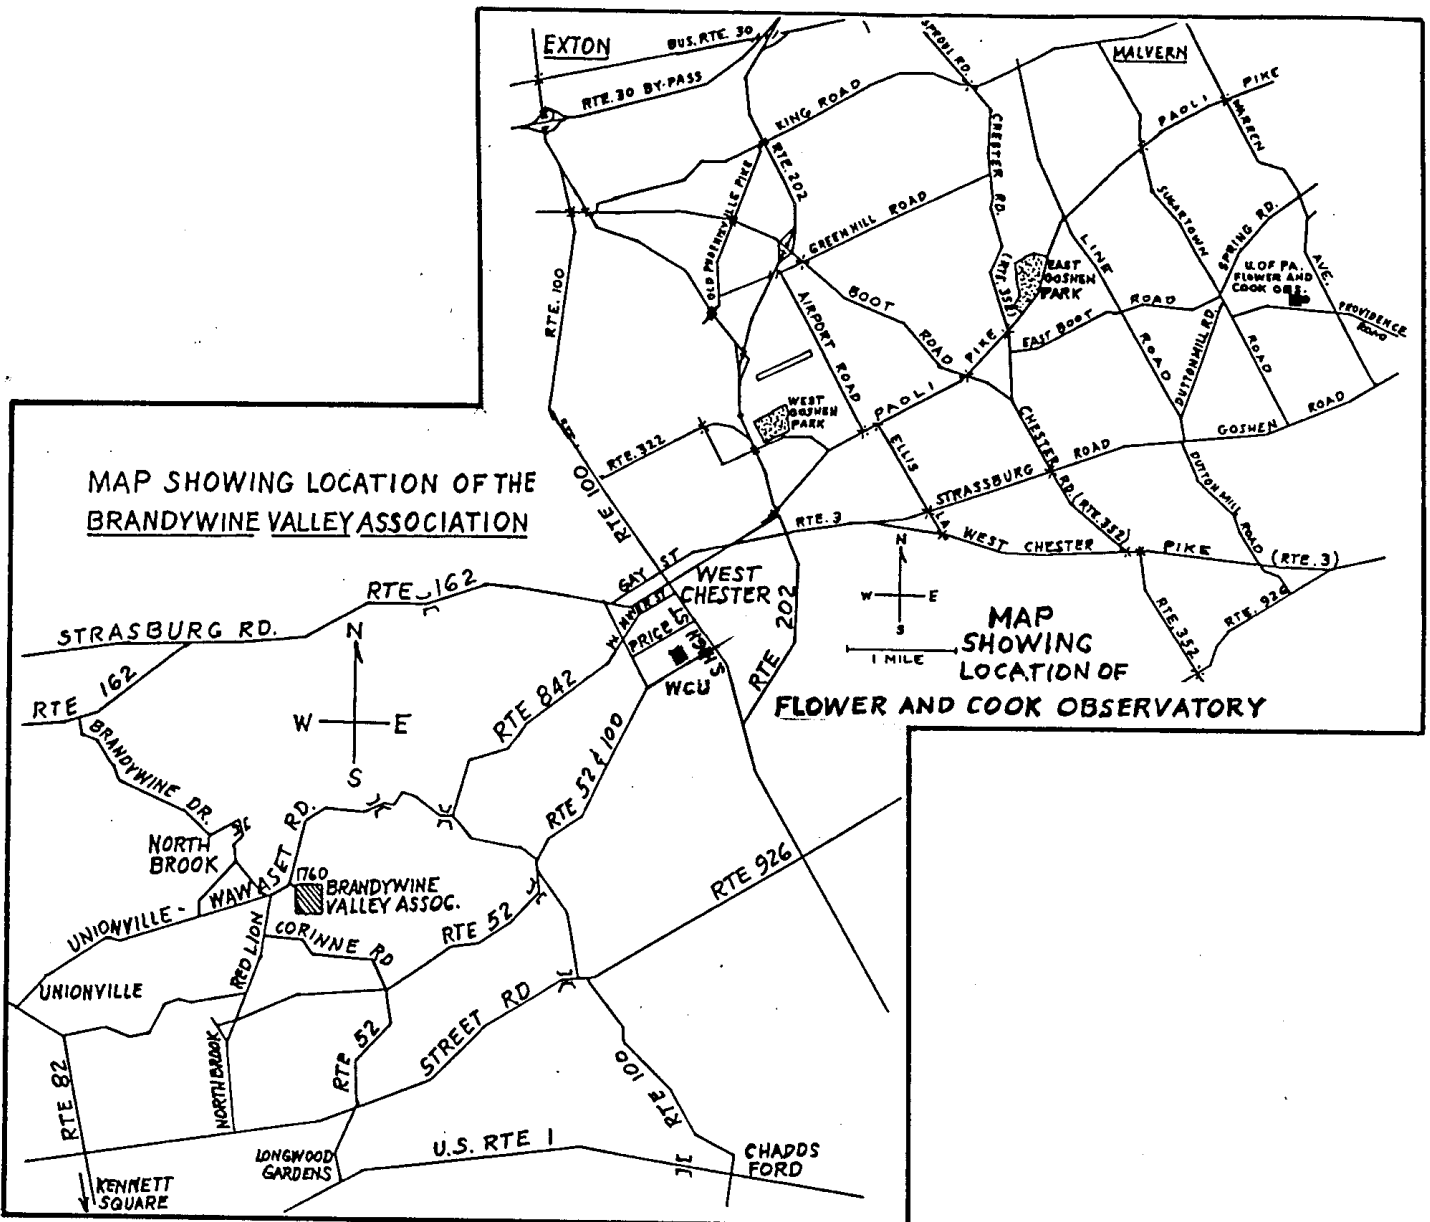 EXTON
BUS. RTE. 30
RTE. 30 BY-PASS
SPROUL RD.
MALVERN
KING ROAD
PAOLI PIKE
WARREN
AVE.
CHESTER RD.
(RTE. 352)
RTE. 202
OLD PHOENIXVILLE PIKE
GREENHILL ROAD
SUGARTOWN
ROAD
SPRING RD.
LINE
ROAD
EAST
GOSHEN
PARK
U. OF PA.
FLOWER AND
COOK OBS.
RTE. 100
BOOT
ROAD
AIRPORT ROAD
EAST BOOT
ROAD
DUTTON MILL RD.
PROVIDENCE
ROAD
PAOLI PIKE
WEST
GOSHEN
PARK
RTE. 322
ELLIS
LA.
CHESTER
RD. (RTE. 352)
STRASSBURG ROAD
GOSHEN
ROAD
DUTTON MILL ROAD
MAP SHOWING LOCATION OF THE
BRANDYWINE VALLEY ASSOCIATION
RTE 100
RTE. 3
WEST CHESTER PIKE (RTE. 3)
GAY ST
WEST
CHESTER
W. MINER ST
PRICE ST
S HIGH ST
WCU
RTE 202
N
W E
S
1 MILE
RTE. 352
RTE. 926
MAP
SHOWING
LOCATION OF
FLOWER AND COOK OBSERVATORY
RTE 162
STRASBURG RD.
RTE 162
N
W E
S
RTE 842
RTE 52 & 100
BRANDYWINE DR.
NORTH
BROOK
UNIONVILLE - WAWASET RD.
1760
BRANDYWINE
VALLEY ASSOC.
RTE 926
RTE 52
CORINNE RD
RED LION
UNIONVILLE
STREET RD
RTE 52
NORTHBROOK
RTE 82
RTE 100
U.S. RTE 1
LONGWOOD
GARDENS
CHADDS
FORD
KENNETT
SQUARE